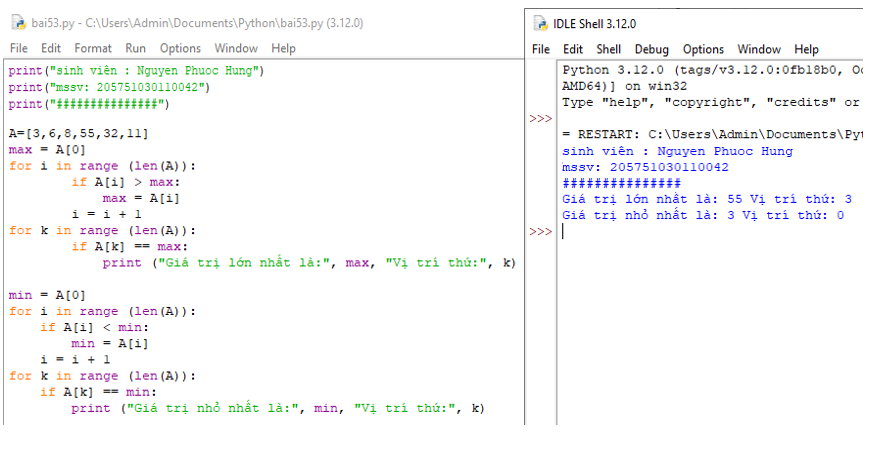 bai53.py - C:\Users\Admin\Documents\Python\bai53.py (3.12.0)
File Edit Format Run Options Window Help
print("sinh viên : Nguyen Phuoc Hung")
print("mssv: 205751030110042")
print("###############")
A=[3,6,8,55,32,11]
max = A[0]
for i in range (len(A)):
        if A[i] > max:
            max = A[i]
        i = i + 1
for k in range (len(A)):
        if A[k] == max:
            print ("Giá trị lớn nhất là:", max, "Vị trí thứ:", k)
min = A[0]
for i in range (len(A)):
    if A[i] < min:
        min = A[i]
    i = i + 1
for k in range (len(A)):
    if A[k] == min:
        print ("Giá trị nhỏ nhất là:", min, "Vị trí thứ:", k)
IDLE Shell 3.12.0
File Edit Shell Debug Options Window Help
Python 3.12.0 (tags/v3.12.0:0fb18b0, Oc
AMD64)] on win32
Type "help", "copyright", "credits" or
>>>
= RESTART: C:\Users\Admin\Documents\Pyt
sinh viên : Nguyen Phuoc Hung
mssv: 205751030110042
###############
Giá trị lớn nhất là: 55 Vị trí thứ: 3
Giá trị nhỏ nhất là: 3 Vị trí thứ: 0
>>>